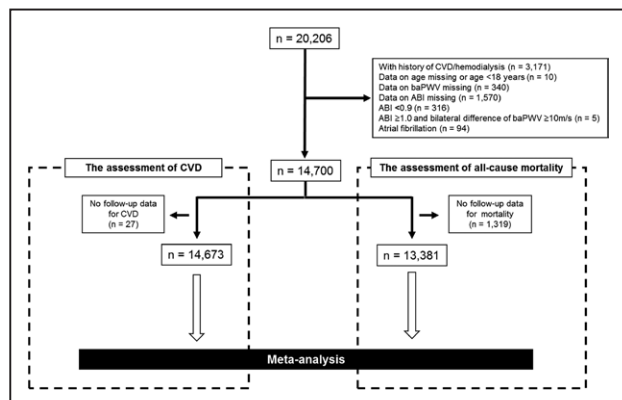 n = 20,206
With history of CVD/hemodialysis (n = 3,171)
Data on age missing or age <18 years (n = 10)
Data on baPWV missing (n = 340)
Data on ABI missing (n = 1,570)
ABI <0.9 (n = 316)
ABI ≥1.0 and bilateral difference of baPWV ≥10m/s (n = 5)
Atrial fibrillation (n = 94)
The assessment of CVD
n = 14,700
The assessment of all-cause mortality
No follow-up data
for CVD
(n = 27)
No follow-up data
for mortality
(n = 1,319)
n = 14,673
n = 13,381
Meta-analysis